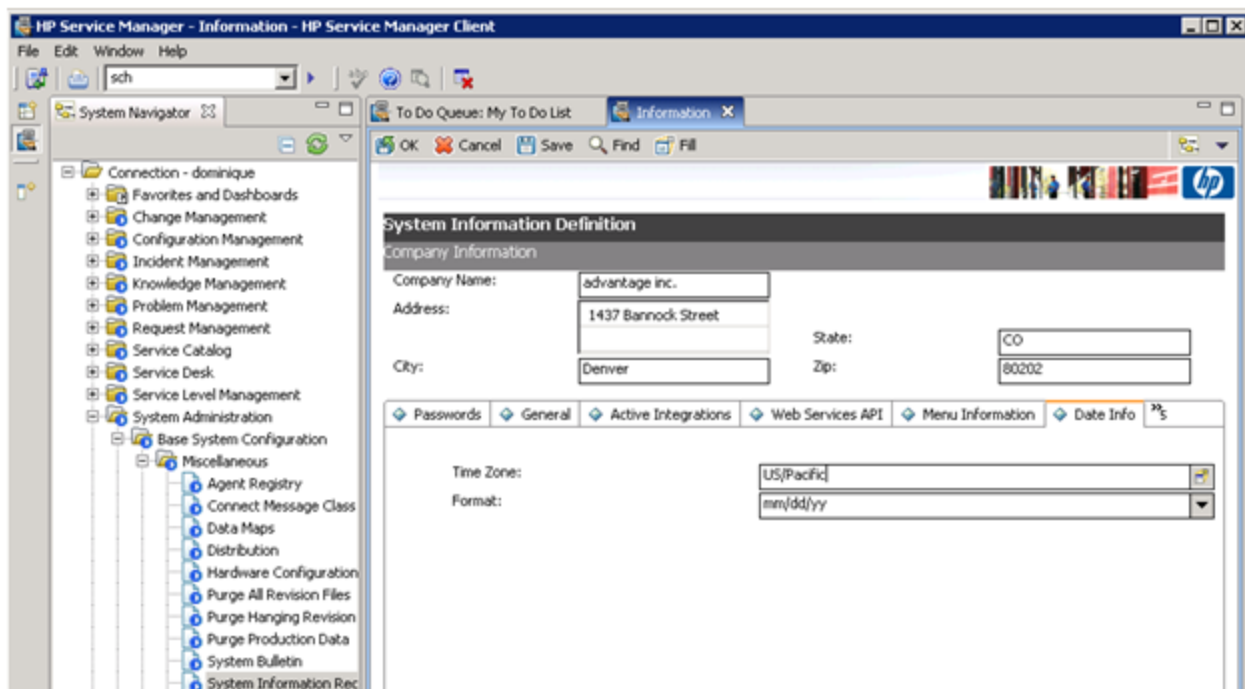 HP Service Manager - Information - HP Service Manager Client
File Edit Window Help
sch
System Navigator
To Do Queue: My To Do List
Information
OK Cancel Save Find Fill
Connection - dominique
Favorites and Dashboards
Change Management
Configuration Management
Incident Management
Knowledge Management
Problem Management
Request Management
Service Catalog
Service Desk
Service Level Management
System Administration
Base System Configuration
Miscellaneous
Agent Registry
Connect Message Class
Data Maps
Distribution
Hardware Configuration
Purge All Revision Files
Purge Hanging Revision
Purge Production Data
System Bulletin
System Information Rec
hp
System Information Definition
Company Information
Company Name: advantage inc.
Address: 1437 Bannock Street
State: CO
City: Denver Zip: 80202
Passwords General Active Integrations Web Services API Menu Information Date Info »5
Time Zone: US/Pacific
Format: mm/dd/yy